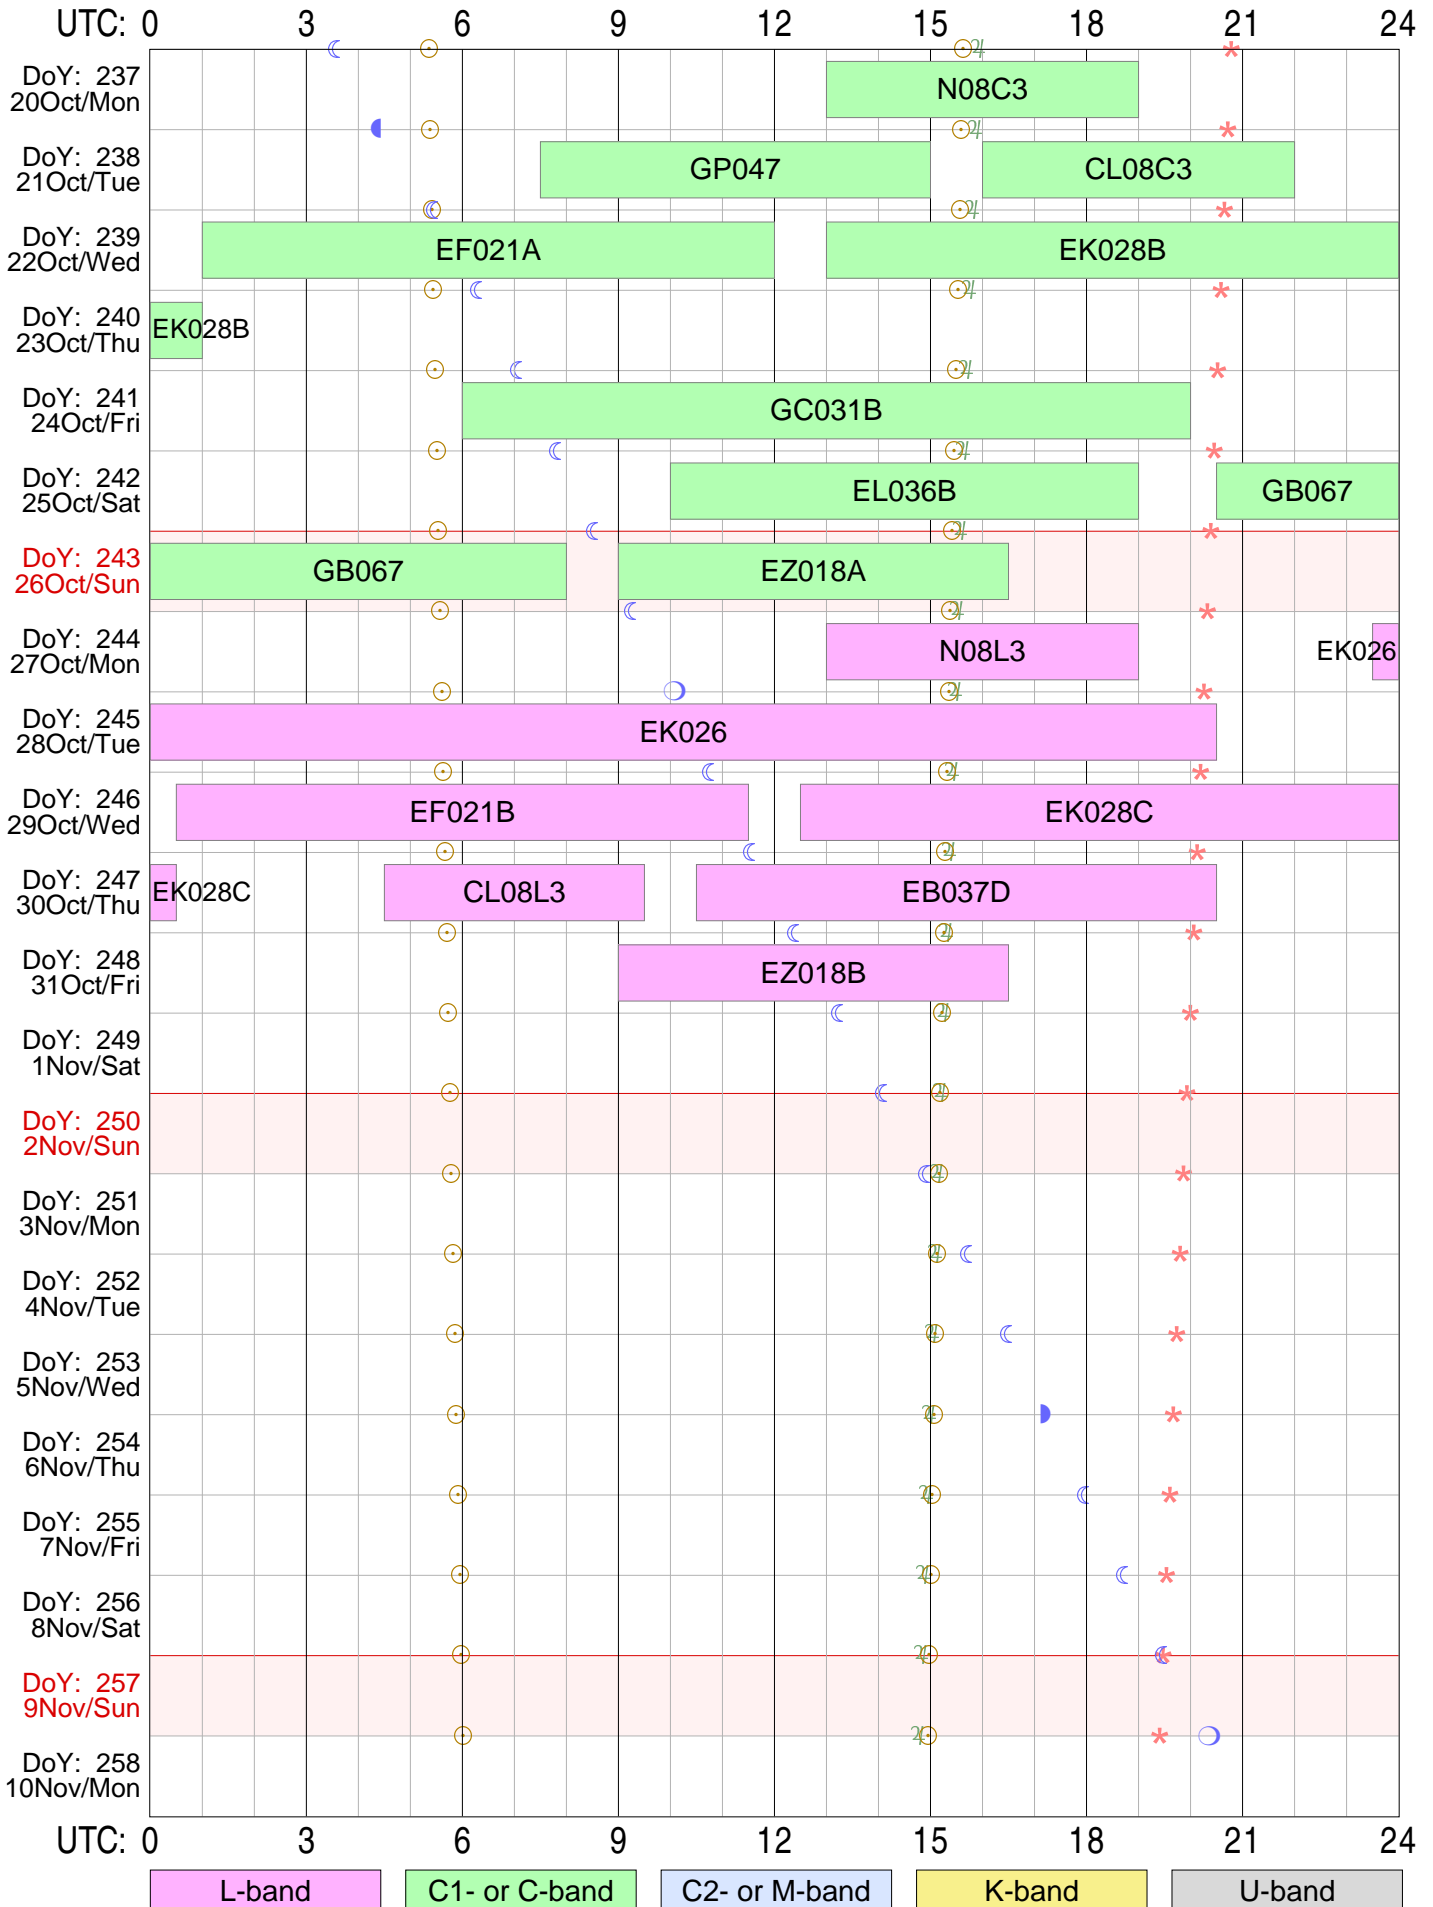 UTC: 0 3 6 9 12 15 18 21 24
DoY: 237
20Oct/Mon
N08C3
DoY: 238
21Oct/Tue
GP047 CL08C3
DoY: 239
22Oct/Wed
EF021A EK028B
DoY: 240
23Oct/Thu
EK028B
DoY: 241
24Oct/Fri
GC031B
DoY: 242
25Oct/Sat
EL036B GB067
DoY: 243
26Oct/Sun
GB067 EZ018A
DoY: 244
27Oct/Mon
N08L3 EK026
DoY: 245
28Oct/Tue
EK026
DoY: 246
29Oct/Wed
EF021B EK028C
DoY: 247
30Oct/Thu
EK028C CL08L3 EB037D
DoY: 248
31Oct/Fri
EZ018B
DoY: 249
1Nov/Sat
DoY: 250
2Nov/Sun
DoY: 251
3Nov/Mon
DoY: 252
4Nov/Tue
DoY: 253
5Nov/Wed
DoY: 254
6Nov/Thu
DoY: 255
7Nov/Fri
DoY: 256
8Nov/Sat
DoY: 257
9Nov/Sun
DoY: 258
10Nov/Mon
UTC: 0 3 6 9 12 15 18 21 24
L-band C1- or C-band C2- or M-band K-band U-band